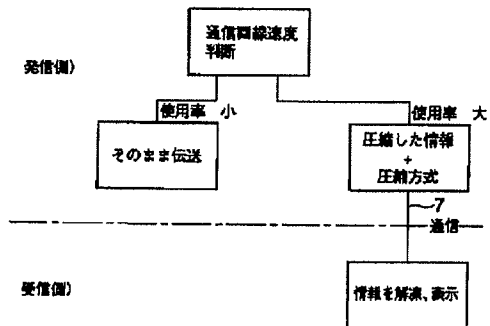 通信回線速度
判断
発信側)
使用率 小
使用率 大
そのまま伝送
圧縮した情報
+
圧縮方式
7
通信
受信側)
情報を解凍、表示